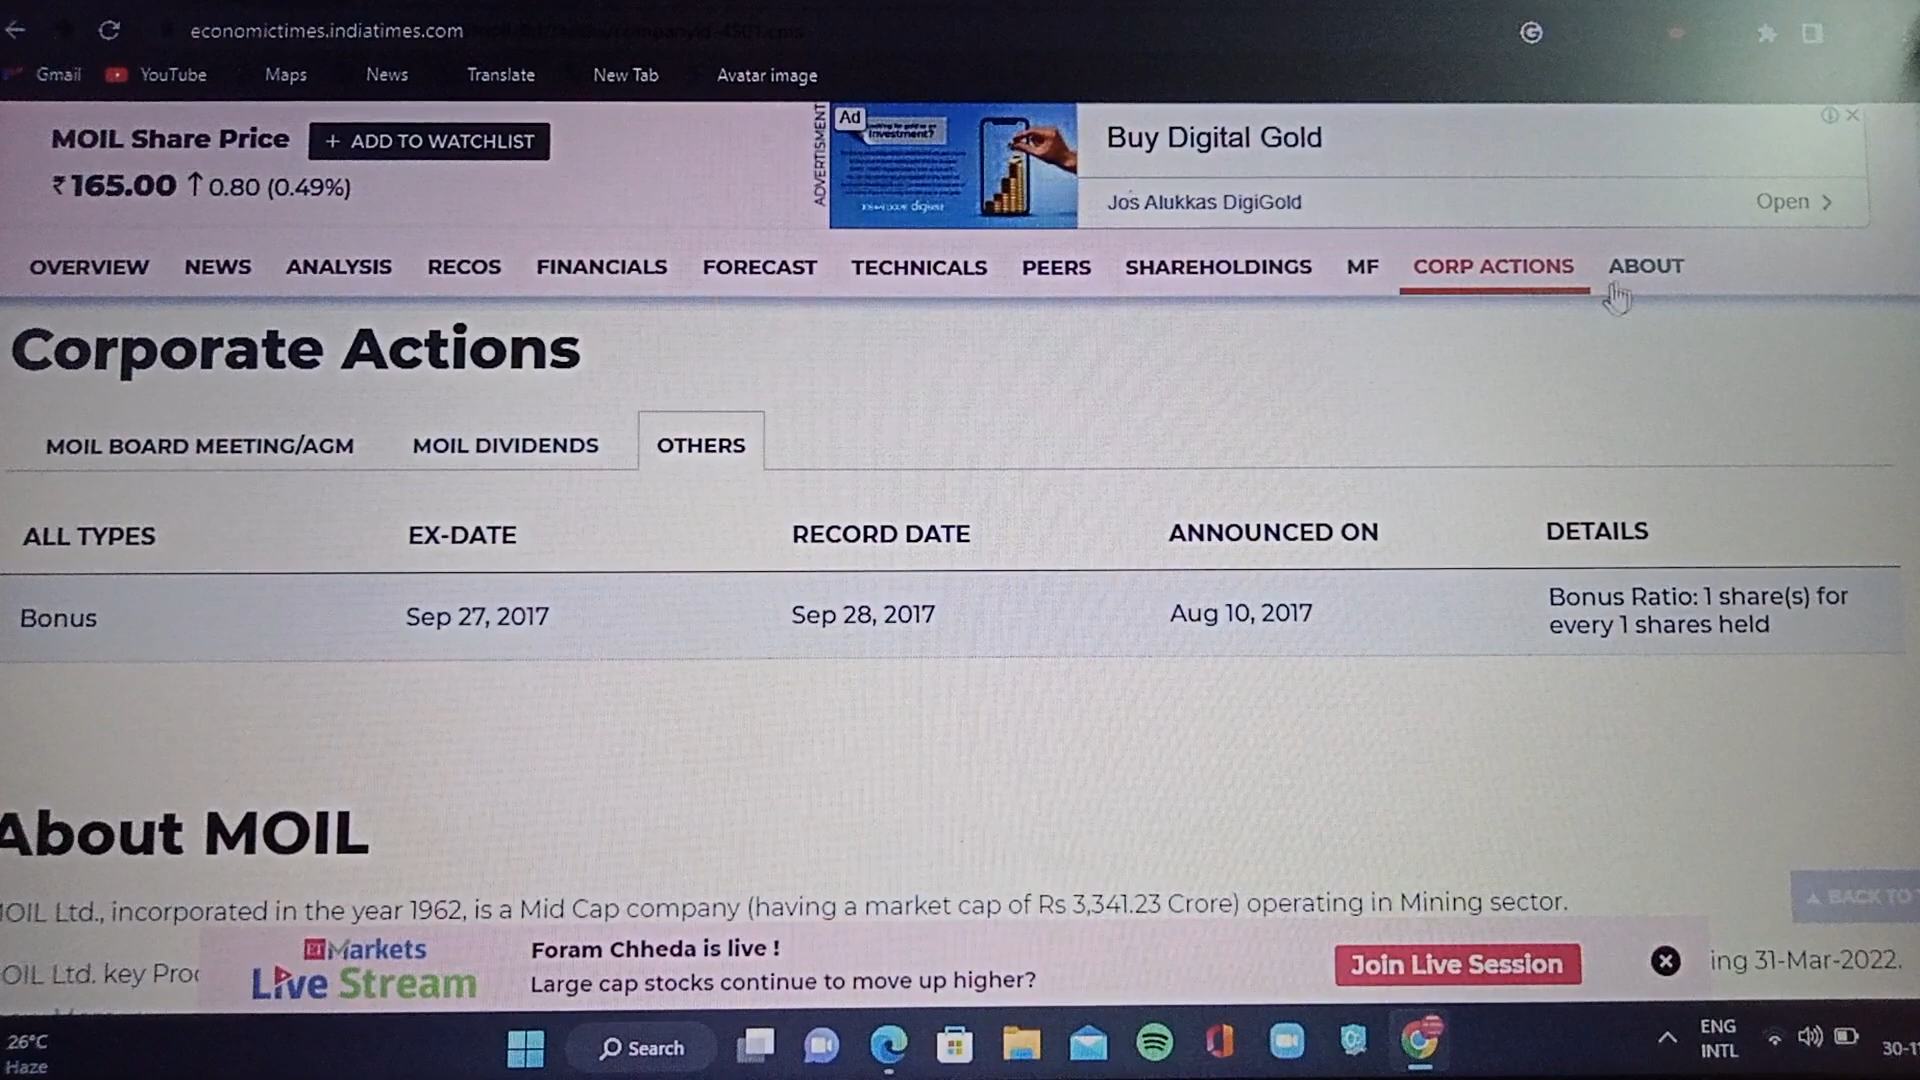 economictimes.indiatimes.com
Gmail YouTube Maps News Translate New Tab Avatar image
MOIL Share Price + ADD TO WATCHLIST
₹165.00 ↑ 0.80 (0.49%)
ADVERTISMENT
Ad
investment?
Buy Digital Gold
Jos Alukkas DigiGold
Open >
OVERVIEW NEWS ANALYSIS RECOS FINANCIALS FORECAST TECHNICALS PEERS SHAREHOLDINGS MF CORP ACTIONS ABOUT
Corporate Actions
MOIL BOARD MEETING/AGM MOIL DIVIDENDS OTHERS
ALL TYPES EX-DATE RECORD DATE ANNOUNCED ON DETAILS
Bonus Sep 27, 2017 Sep 28, 2017 Aug 10, 2017 Bonus Ratio: 1 share(s) for
every 1 shares held
About MOIL
OIL Ltd., incorporated in the year 1962, is a Mid Cap company (having a market cap of Rs 3,341.23 Crore) operating in Mining sector.
BACK TO
OIL Ltd. key Pro
ing 31-Mar-2022.
ET Markets
Live Stream
Foram Chheda is live !
Large cap stocks continue to move up higher?
Join Live Session
26°C
Haze
Search
ENG
INTL
30-1